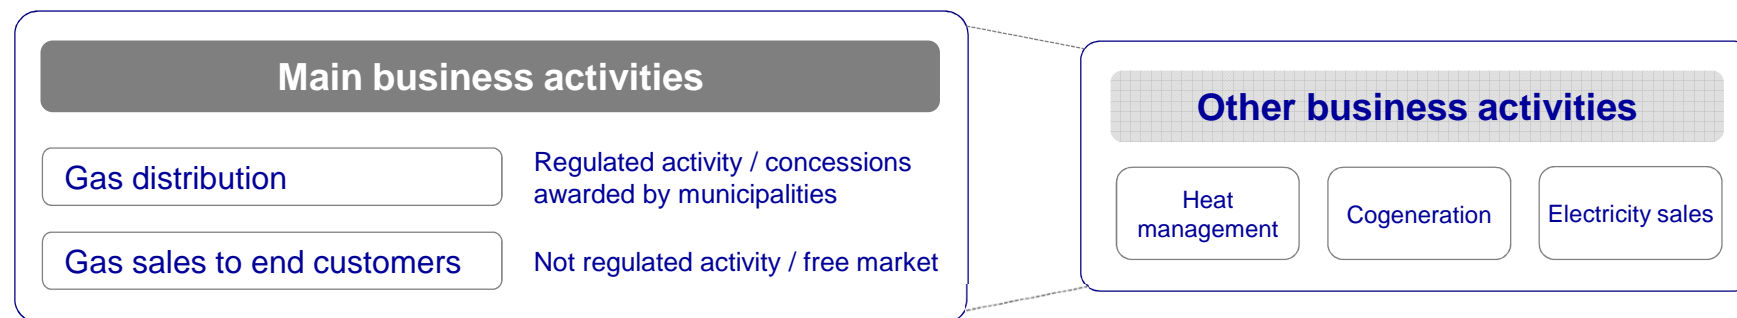 Main business activities
Gas distribution
Regulated activity / concessions
awarded by municipalities
Gas sales to end customers
Not regulated activity / free market
Other business activities
Heat
management
Cogeneration
Electricity sales